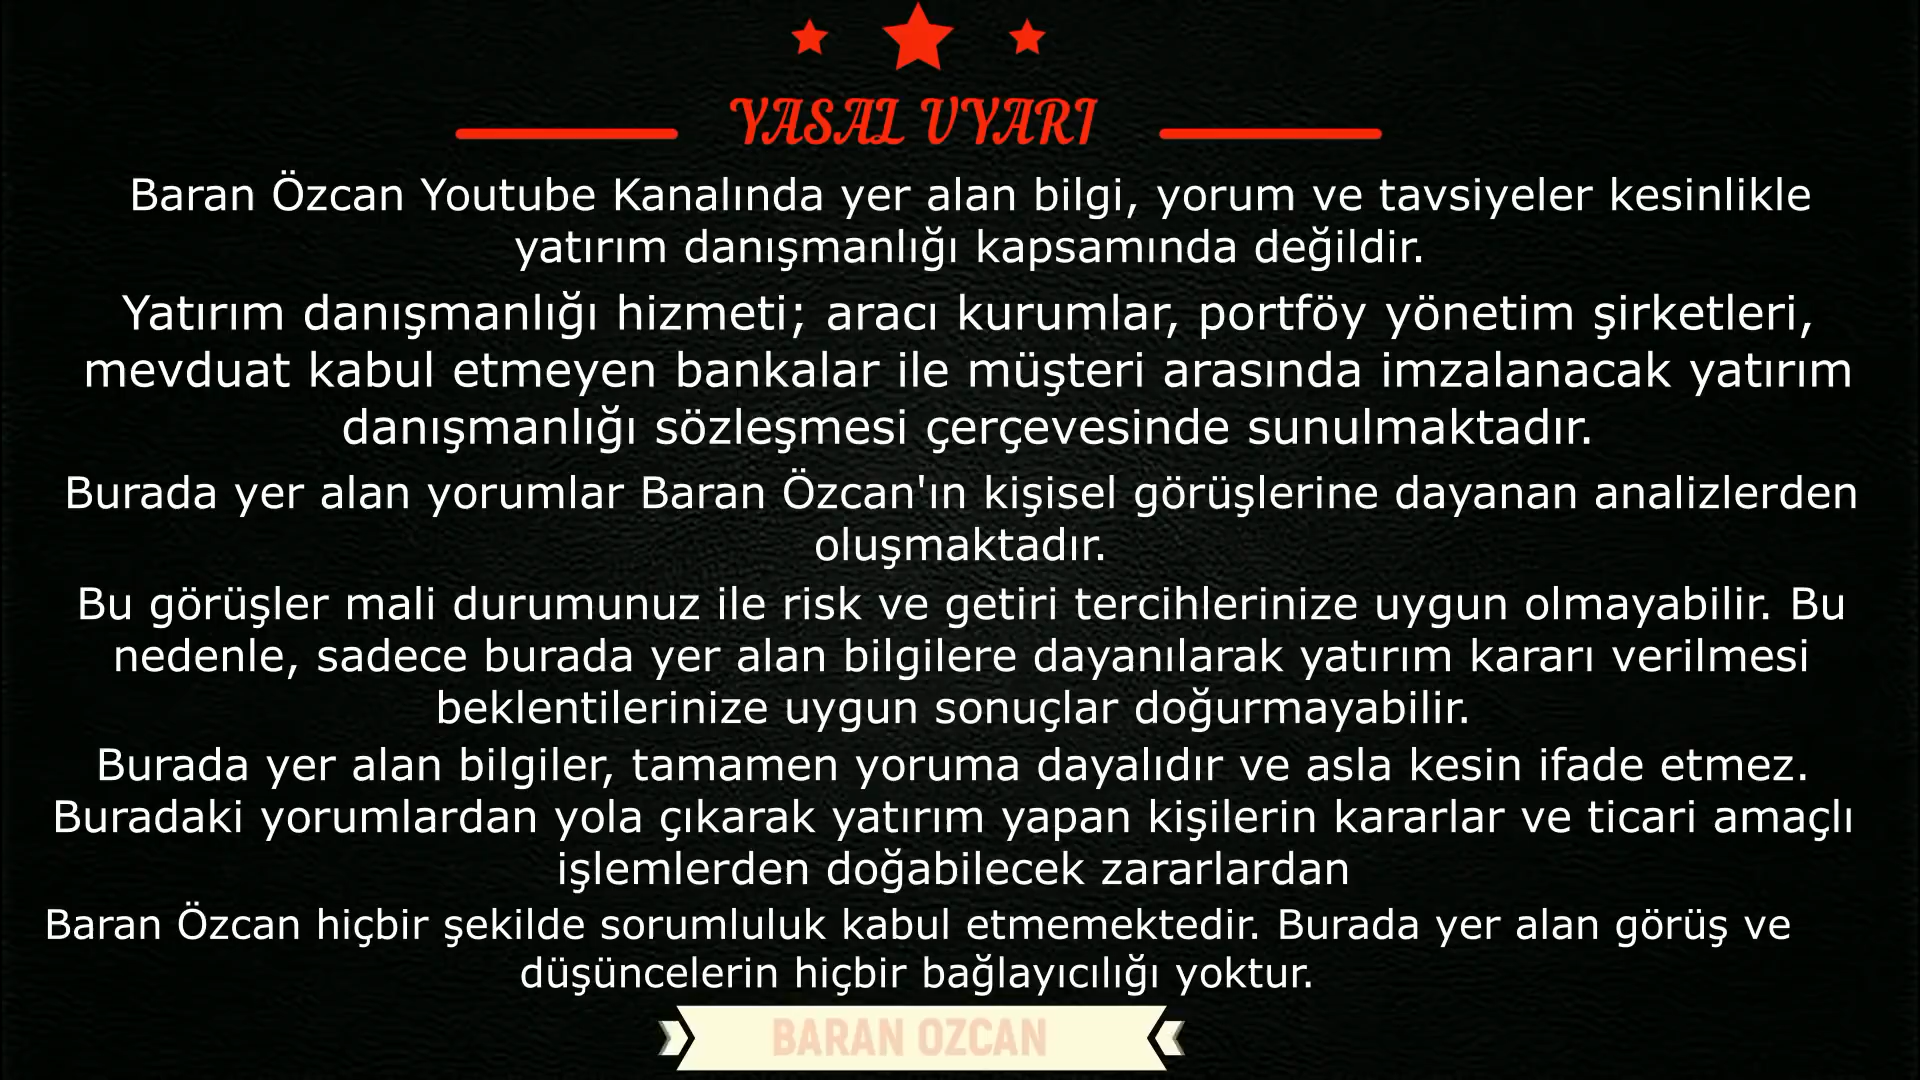 YASAL UYARI
Baran Özcan Youtube Kanalında yer alan bilgi, yorum ve tavsiyeler kesinlikle
yatırım danışmanlığı kapsamında değildir.
Yatırım danışmanlığı hizmeti; aracı kurumlar, portföy yönetim şirketleri,
mevduat kabul etmeyen bankalar ile müşteri arasında imzalanacak yatırım
danışmanlığı sözleşmesi çerçevesinde sunulmaktadır.
Burada yer alan yorumlar Baran Özcan'ın kişisel görüşlerine dayanan analizlerden
oluşmaktadır.
Bu görüşler mali durumunuz ile risk ve getiri tercihlerinize uygun olmayabilir. Bu
nedenle, sadece burada yer alan bilgilere dayanılarak yatırım kararı verilmesi
beklentilerinize uygun sonuçlar doğurmayabilir.
Burada yer alan bilgiler, tamamen yoruma dayalıdır ve asla kesin ifade etmez.
Buradaki yorumlardan yola çıkarak yatırım yapan kişilerin kararlar ve ticari amaçlı
işlemlerden doğabilecek zararlardan
Baran Özcan hiçbir şekilde sorumluluk kabul etmemektedir. Burada yer alan görüş ve
düşüncelerin hiçbir bağlayıcılığı yoktur.
BARAN OZCAN